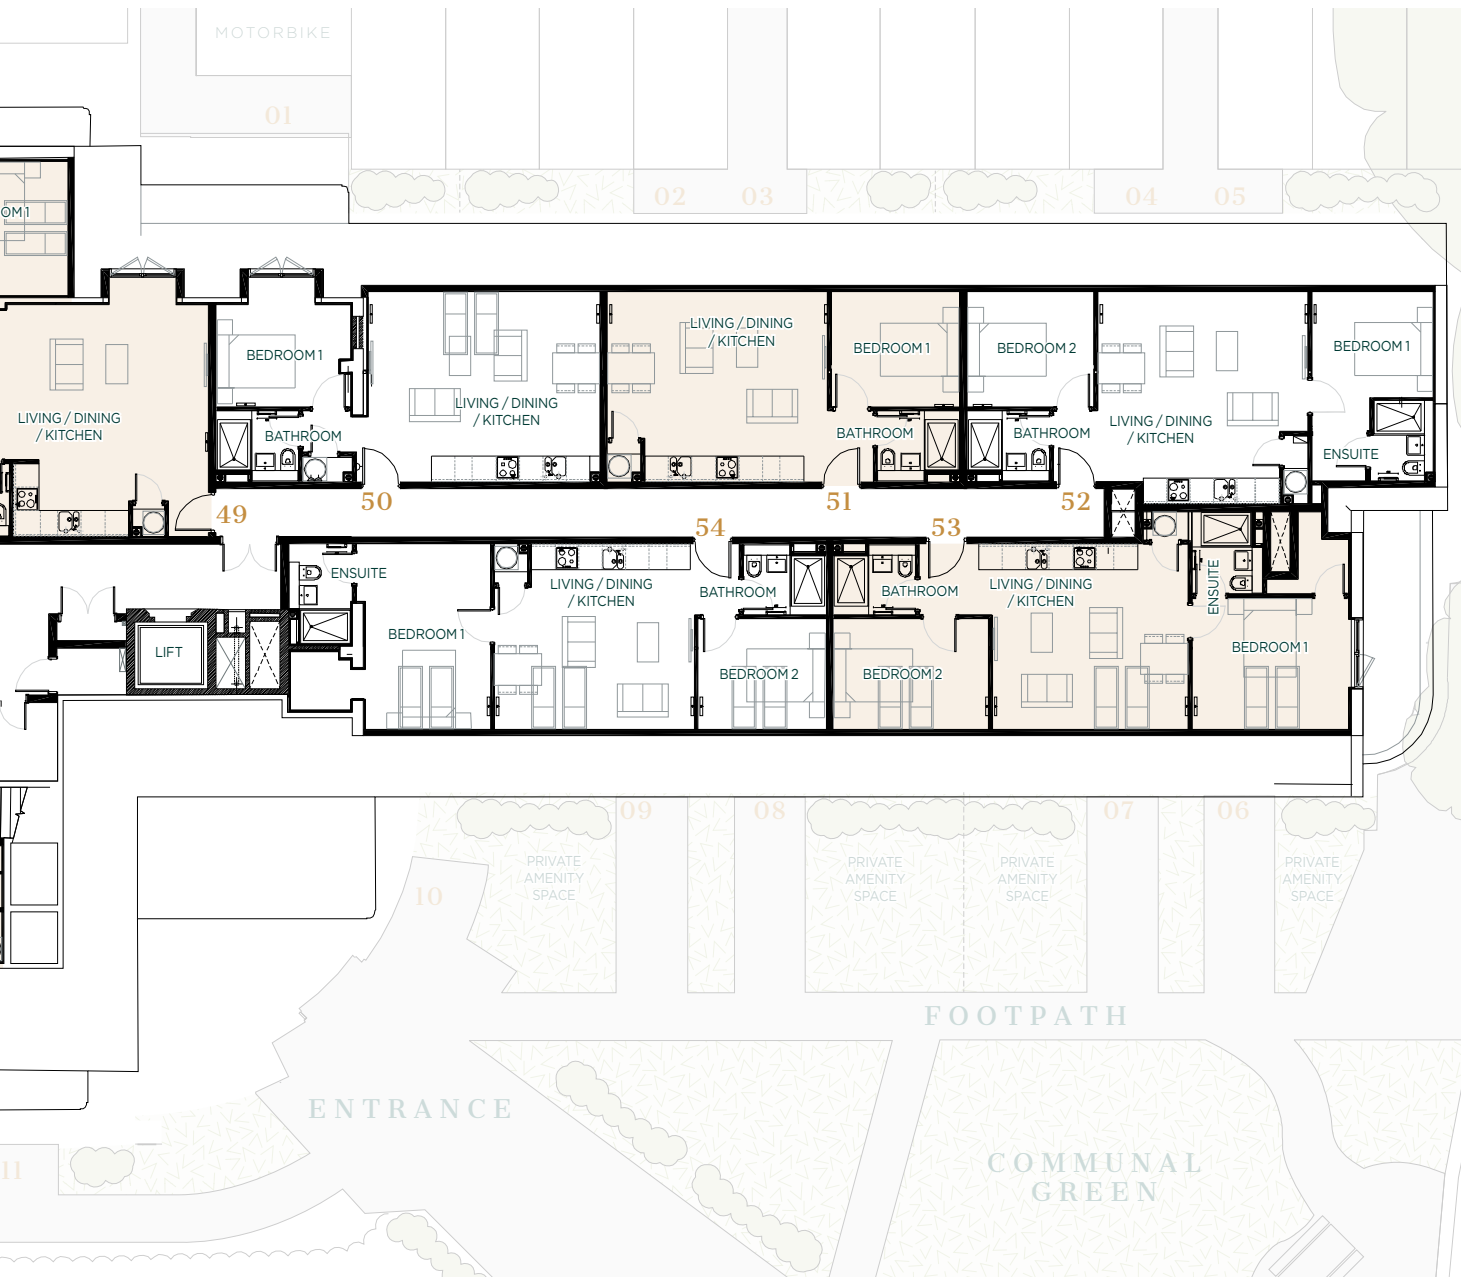 MOTORBIKE
01
02
03
04
05
OM 1
LIVING / DINING
/ KITCHEN
BEDROOM 1
BEDROOM 2
BEDROOM 1
BEDROOM 1
LIVING / DINING
/ KITCHEN
LIVING / DINING
/ KITCHEN
LIVING / DINING
/ KITCHEN
BATHROOM
BATHROOM
BATHROOM
ENSUITE
50
51
52
49
54
53
ENSUITE
LIVING / DINING
/ KITCHEN
BATHROOM
BATHROOM
LIVING / DINING
/ KITCHEN
ENSUITE
BEDROOM 1
LIFT
BEDROOM 1
BEDROOM 2
BEDROOM 2
09
08
07
06
PRIVATE
AMENITY
SPACE
PRIVATE
AMENITY
SPACE
PRIVATE
AMENITY
SPACE
PRIVATE
AMENITY
SPACE
10
FOOTPATH
ENTRANCE
COMMUNAL
GREEN
11